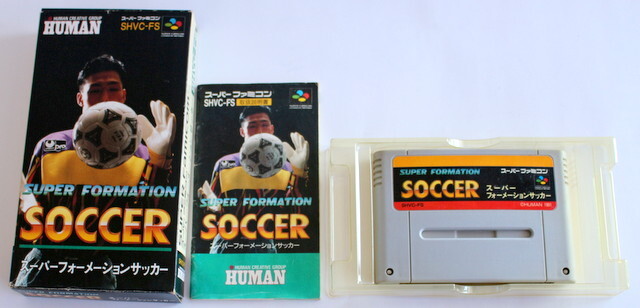 HUMAN CREATIVE GROUP
HUMAN
スーパーファミコン
SHVC-FS
pro
SUPER FORMATION
SOCCER
スーパーフォーメーションサッカー
スーパーファミコン
SHVC-FS 取扱説明書
SUPER FORMATION
SOCCER
スーパーフォーメーションサッカー
HUMAN CREATIVE GROUP
HUMAN
SUPER FORMATION
SOCCER
スーパーファミコン
スーパー
フォーメーションサッカー
SHVC-FS
©HUMAN 1991